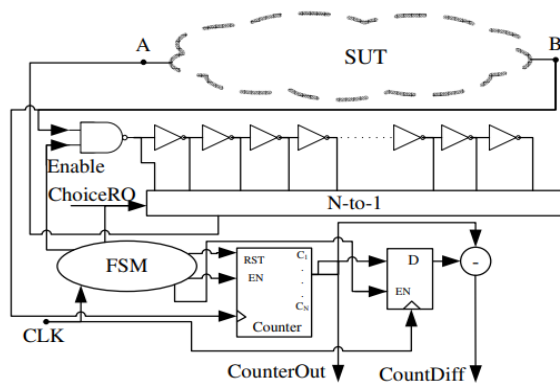 A
SUT
B
Enable
ChoiceRO
N-to-1
FSM
RST
EN
C1
.
.
.
CN
Counter
D
EN
-
CLK
CounterOut
CountDiff